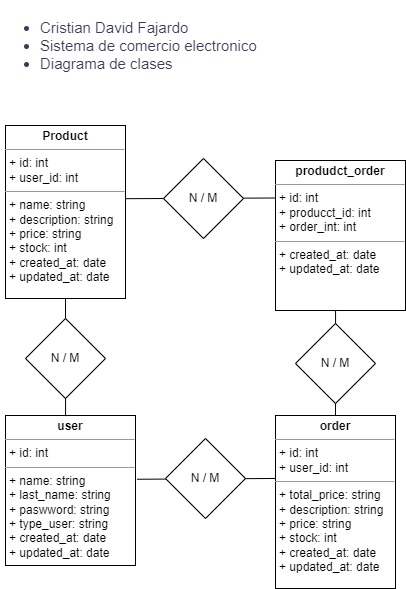 Cristian David Fajardo
Sistema de comercio electronico
Diagrama de clases
Product
+ id: int
+ user_id: int
+ name: string
+ description: string
+ price: string
+ stock: int
+ created_at: date
+ updated_at: date
N / M
produdct_order
+ id: int
+ producct_id: int
+ order_int: int
+ created_at: date
+ updated_at: date
N / M
N / M
user
+ id: int
+ name: string
+ last_name: string
+ paswword: string
+ type_user: string
+ created_at: date
+ updated_at: date
N / M
order
+ id: int
+ user_id: int
+ total_price: string
+ description: string
+ price: string
+ stock: int
+ created_at: date
+ updated_at: date